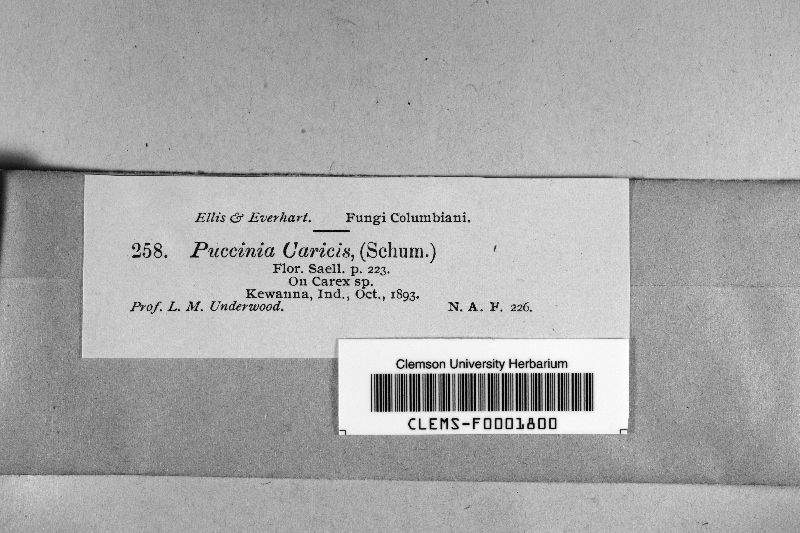 Ellis & Everhart. Fungi Columbiani.
258. Puccinia Caricis, (Schum.)
Flor. Saell. p. 223.
On Carex sp.
Kewanna, Ind., Oct., 1893.
Prof. L. M. Underwood. N. A. F. 226.
Clemson University Herbarium
CLEMS-F0001800